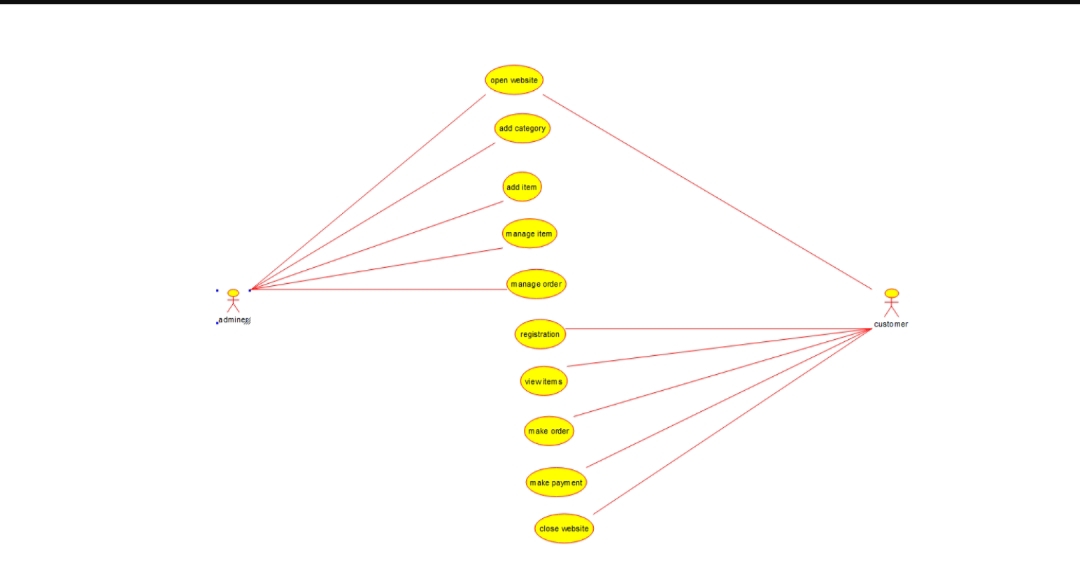 open website
add category
add item
manage item
manage order
registration
view items
make order
make payment
close website
customer